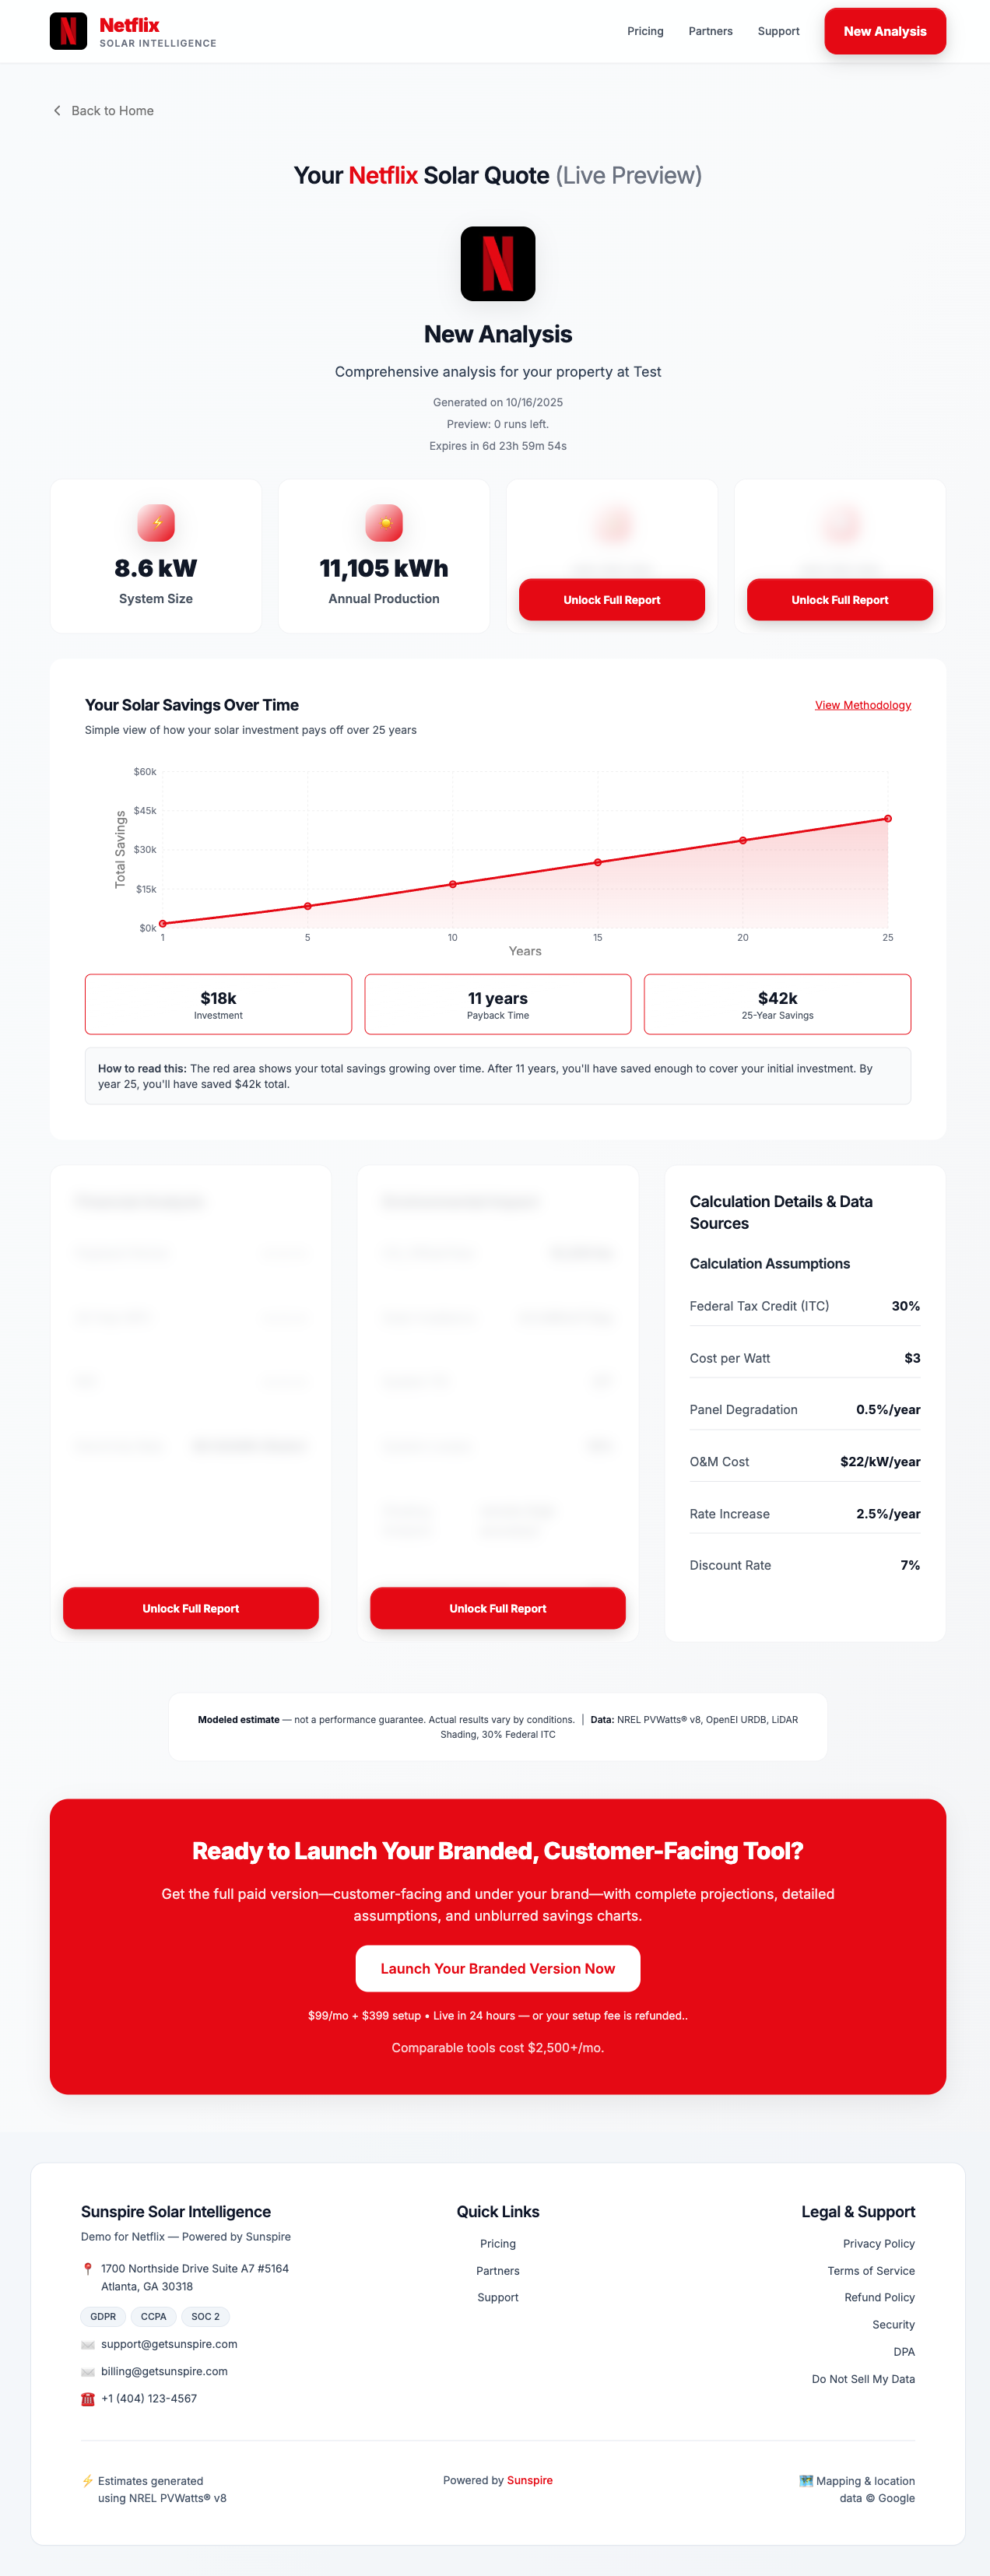 Netflix
SOLAR INTELLIGENCE
Pricing
Partners
Support
New Analysis
Back to Home
Your Netflix Solar Quote (Live Preview)
New Analysis
Comprehensive analysis for your property at Test
Generated on 10/16/2025
Preview: 0 runs left.
Expires in 6d 23h 59m 54s
8.6 kW
System Size
11,105 kWh
Annual Production
Unlock Full Report
Unlock Full Report
Your Solar Savings Over Time
View Methodology
Simple view of how your solar investment pays off over 25 years
Total Savings
$60k
$45k
$30k
$15k
$0k
1
5
10
15
20
25
Years
$18k
Investment
11 years
Payback Time
$42k
25-Year Savings
How to read this: The red area shows your total savings growing over time. After 11 years, you'll have saved enough to cover your initial investment. By
year 25, you'll have saved $42k total.
Unlock Full Report
Unlock Full Report
Calculation Details & Data
Sources
Calculation Assumptions
Federal Tax Credit (ITC) 30%
Cost per Watt $3
Panel Degradation 0.5%/year
O&M Cost $22/kW/year
Rate Increase 2.5%/year
Discount Rate 7%
Modeled estimate — not a performance guarantee. Actual results vary by conditions. | Data: NREL PVWatts® v8, OpenEI URDB, LiDAR
Shading, 30% Federal ITC
Ready to Launch Your Branded, Customer-Facing Tool?
Get the full paid version—customer-facing and under your brand—with complete projections, detailed
assumptions, and unblurred savings charts.
Launch Your Branded Version Now
$99/mo + $399 setup • Live in 24 hours — or your setup fee is refunded..
Comparable tools cost $2,500+/mo.
Sunspire Solar Intelligence
Demo for Netflix — Powered by Sunspire
1700 Northside Drive Suite A7 #5164
Atlanta, GA 30318
GDPR
CCPA
SOC 2
support@getsunspire.com
billing@getsunspire.com
+1 (404) 123-4567
Quick Links
Pricing
Partners
Support
Legal & Support
Privacy Policy
Terms of Service
Refund Policy
Security
DPA
Do Not Sell My Data
Estimates generated
using NREL PVWatts® v8
Powered by Sunspire
Mapping & location
data © Google